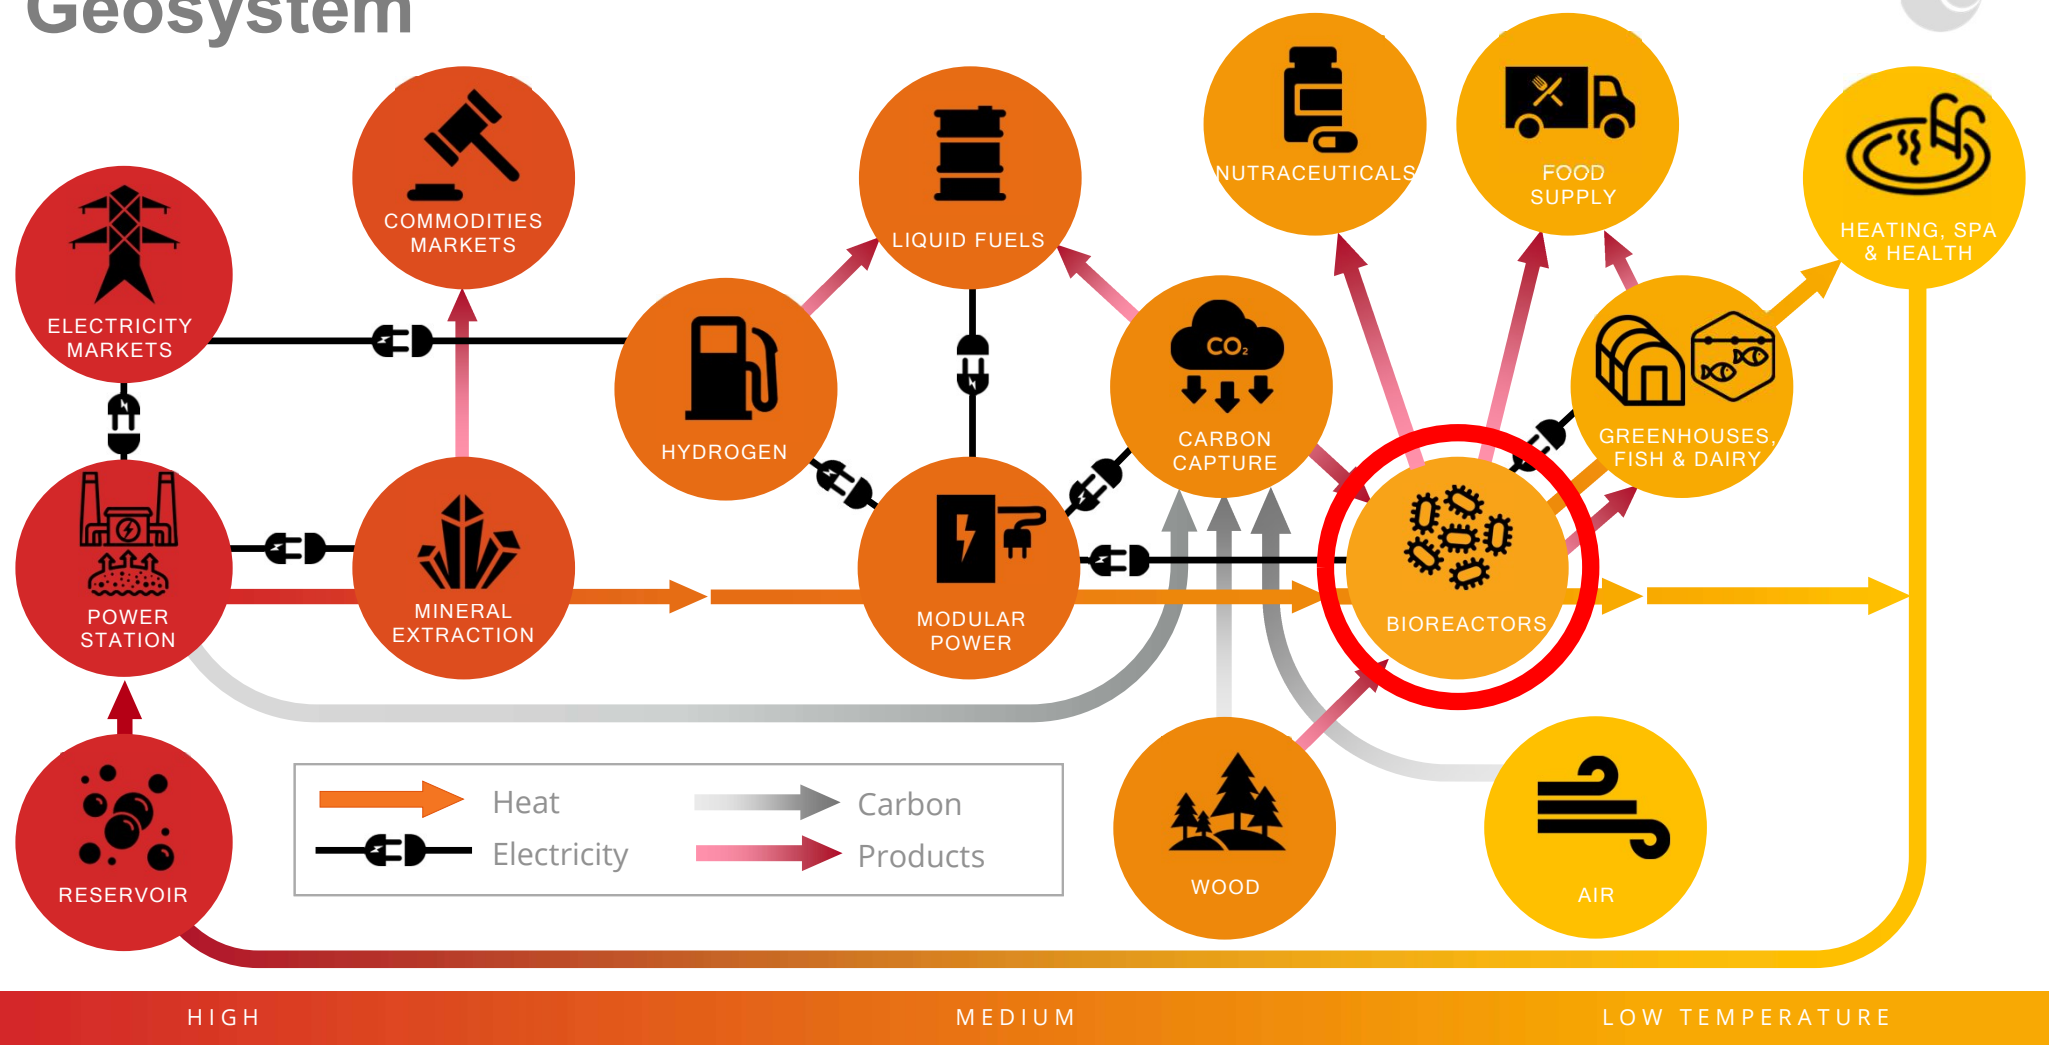 Geosystem
NUTRACEUTICALS
FOOD
SUPPLY
COMMODITIES
MARKETS
LIQUID FUELS
HEATING, SPA
& HEALTH
ELECTRICITY
MARKETS
HYDROGEN
CO₂
CARBON
CAPTURE
GREENHOUSES,
FISH & DAIRY
POWER
STATION
MINERAL
EXTRACTION
MODULAR
POWER
BIOREACTORS
RESERVOIR
WOOD
AIR
Heat
Carbon
Electricity
Products
HIGH
MEDIUM
LOW TEMPERATURE